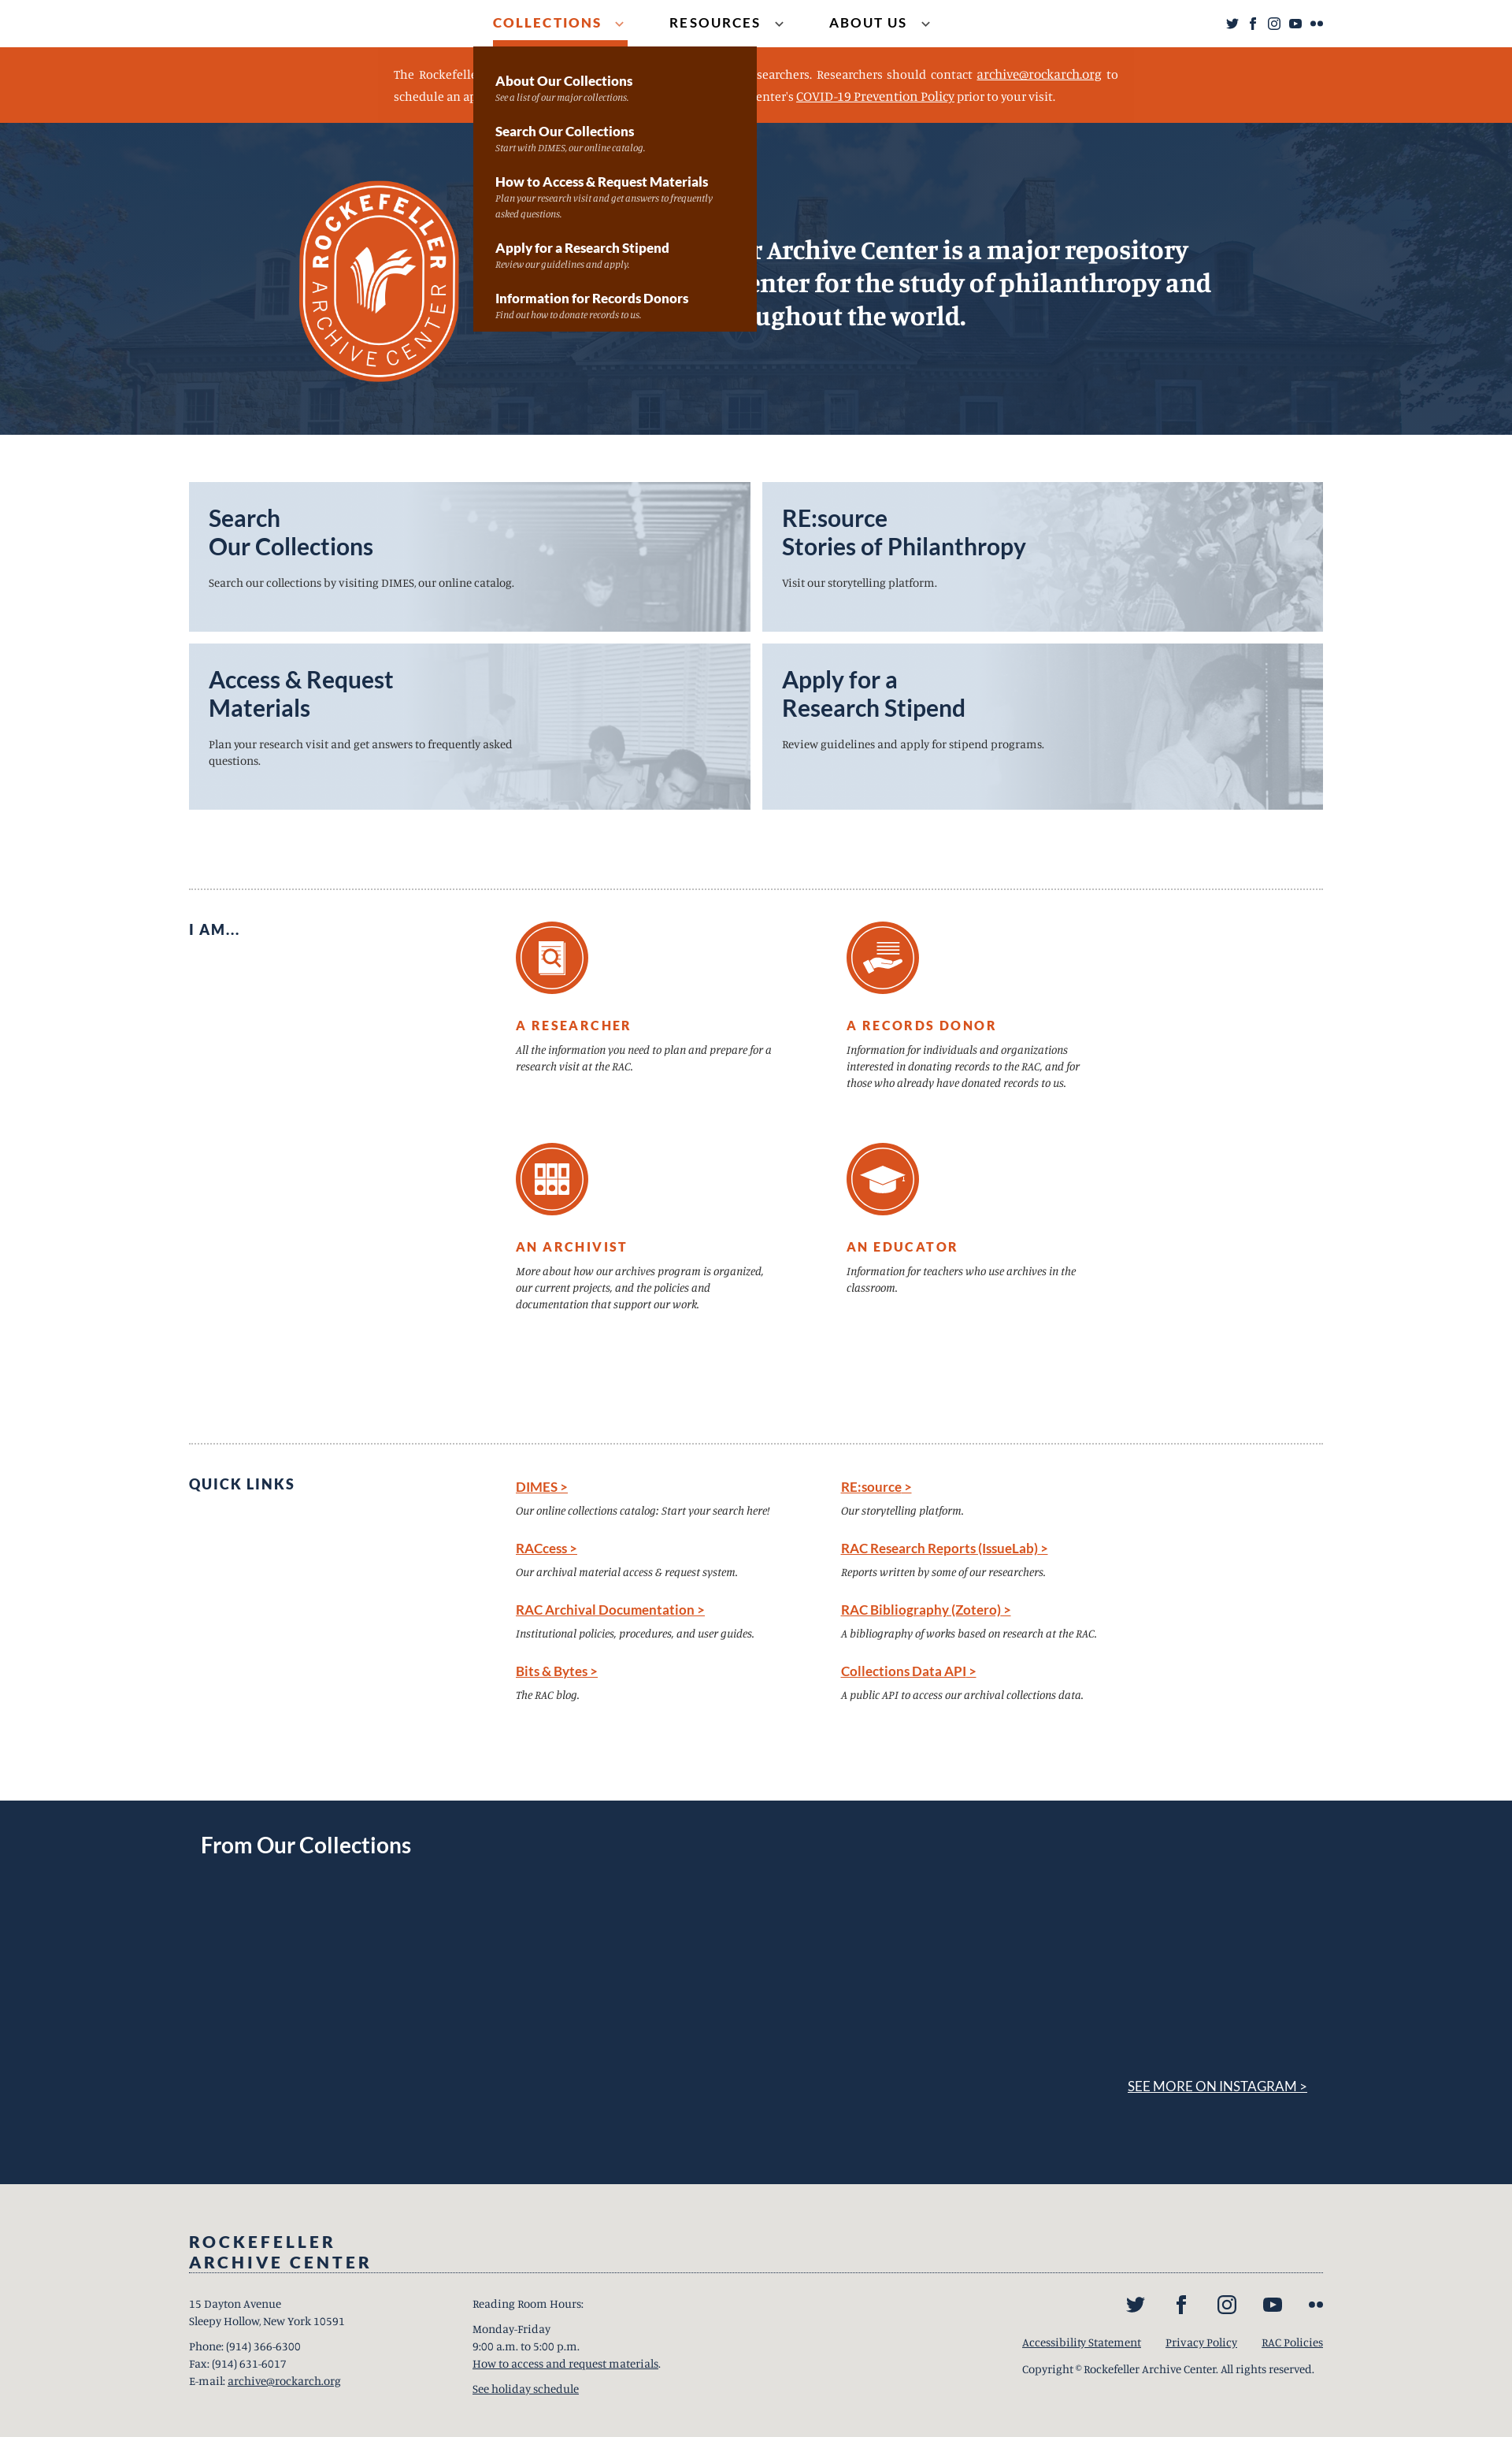 COLLECTIONS
RESOURCES
ABOUT US
About Our Collections
See a list of our major collections.
Search Our Collections
Start with DIMES, our online catalog.
How to Access & Request Materials
Plan your research visit and get answers to frequently
asked questions.
Apply for a Research Stipend
Review our guidelines and apply.
Information for Records Donors
Find out how to donate records to us.
The Researchers should contact archive@rockarch.org to
schedule an COVID-19 Prevention Policy prior to your visit.
ROCKEFELLER
ARCHIVE CENTER
Archive Center is a major repository
for the study of philanthropy and
the world.
Search
Our Collections
Search our collections by visiting DIMES, our online catalog.
RE:source
Stories of Philanthropy
Visit our storytelling platform.
Access & Request
Materials
Plan your research visit and get answers to frequently asked
questions.
Apply for a
Research Stipend
Review guidelines and apply for stipend programs.
I AM...
A RESEARCHER
All the information you need to plan and prepare for a
research visit at the RAC.
A RECORDS DONOR
Information for individuals and organizations
interested in donating records to the RAC, and for
those who already have donated records to us.
AN ARCHIVIST
More about how our archives program is organized,
our current projects, and the policies and
documentation that support our work.
AN EDUCATOR
Information for teachers who use archives in the
classroom.
QUICK LINKS
DIMES >
Our online collections catalog: Start your search here!
RACcess >
Our archival material access & request system.
RAC Archival Documentation >
Institutional policies, procedures, and user guides.
Bits & Bytes >
The RAC blog.
RE:source >
Our storytelling platform.
RAC Research Reports (IssueLab) >
Reports written by some of our researchers.
RAC Bibliography (Zotero) >
A bibliography of works based on research at the RAC.
Collections Data API >
A public API to access our archival collections data.
From Our Collections
SEE MORE ON INSTAGRAM >
ROCKEFELLER
ARCHIVE CENTER
15 Dayton Avenue
Sleepy Hollow, New York 10591
Phone: (914) 366-6300
Fax: (914) 631-6017
E-mail: archive@rockarch.org
Reading Room Hours:
Monday-Friday
9:00 a.m. to 5:00 p.m.
How to access and request materials.
See holiday schedule
Accessibility Statement
Privacy Policy
RAC Policies
Copyright © Rockefeller Archive Center. All rights reserved.